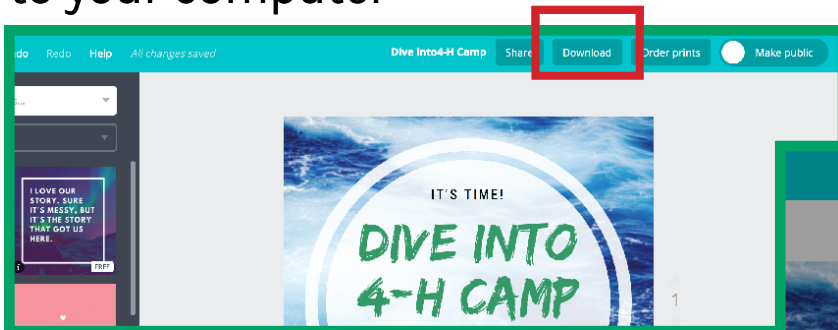 to your computer
do Redo Help All changes saved Dive Into4-H Camp Share Download Order prints Make public
I LOVE OUR
STORY. SURE
IT'S MESSY, BUT
IT'S THE STORY
THAT GOT US
HERE.
FREE
IT'S TIME!
DIVE INTO
4-H CAMP
1